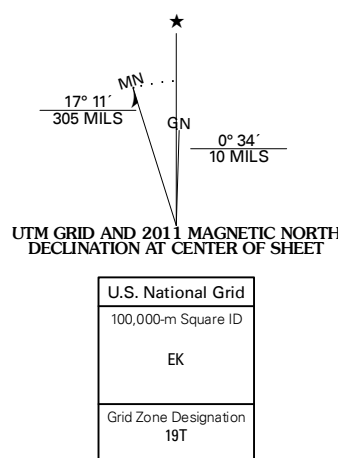 ★
MN
17° 11´
305 MILS
GN
0° 34´
10 MILS
UTM GRID AND 2011 MAGNETIC NORTH
DECLINATION AT CENTER OF SHEET
U.S. National Grid
100,000-m Square ID
EK
Grid Zone Designation
19T